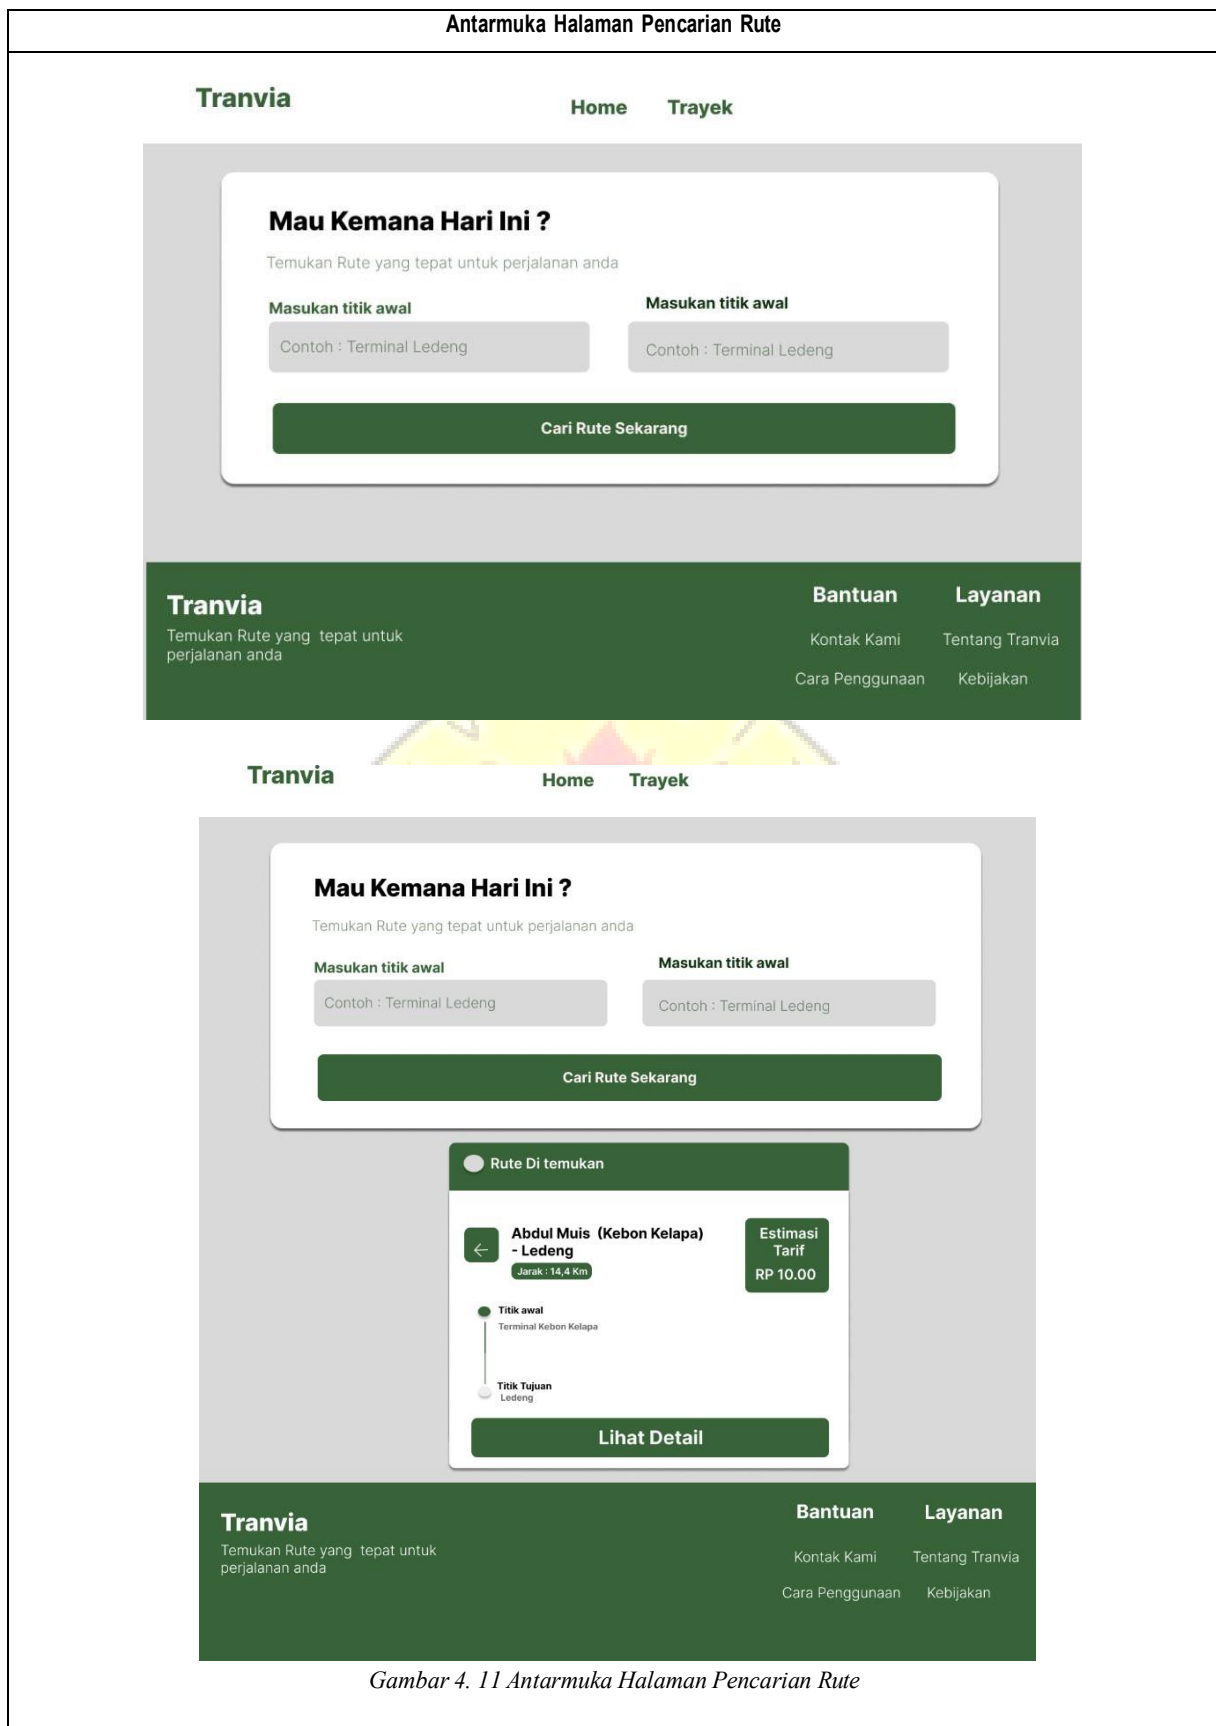 Antarmuka Halaman Pencarian Rute
Tranvia
Home Trayek
Mau Kemana Hari Ini ?
Temukan Rute yang tepat untuk perjalanan anda
Masukan titik awal Masukan titik awal
Contoh : Terminal Ledeng Contoh : Terminal Ledeng
Cari Rute Sekarang
Tranvia
Temukan Rute yang tepat untuk
perjalanan anda
Bantuan Layanan
Kontak Kami Tentang Tranvia
Cara Penggunaan Kebijakan
Tranvia
Home Trayek
Mau Kemana Hari Ini ?
Temukan Rute yang tepat untuk perjalanan anda
Masukan titik awal Masukan titik awal
Contoh : Terminal Ledeng Contoh : Terminal Ledeng
Cari Rute Sekarang
Rute Di temukan
Abdul Muis (Kebon Kelapa)
- Ledeng
Jarak : 14,4 Km
Estimasi
Tarif
RP 10.00
Titik awal
Terminal Kebon Kelapa
Titik Tujuan
Ledeng
Lihat Detail
Tranvia
Temukan Rute yang tepat untuk
perjalanan anda
Bantuan Layanan
Kontak Kami Tentang Tranvia
Cara Penggunaan Kebijakan
Gambar 4. 11 Antarmuka Halaman Pencarian Rute